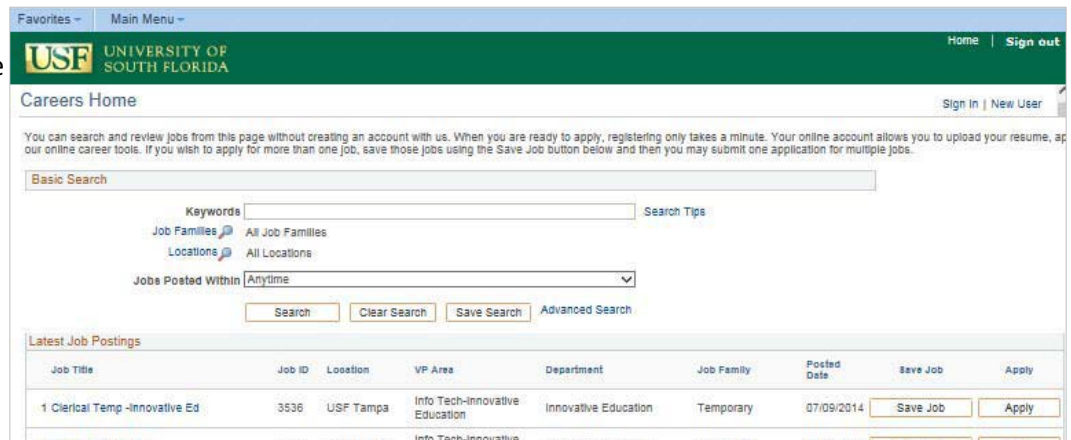 Favorites Main Menu
Home | Sign out
USF UNIVERSITY OF
SOUTH FLORIDA
e
Careers Home
Sign In | New User
You can search and review jobs from this page without creating an account with us. When you are ready to apply, registering only takes a minute. Your online account allows you to upload your resume, ap
our online career tools. If you wish to apply for more than one job, save those jobs using the Save Job button below and then you may submit one application for multiple jobs.
Basic Search
Keywords Search Tips
Job Families All Job Families
Locations All Locations
Jobs Posted Within Anytime
Search Clear Search Save Search Advanced Search
Latest Job Postings
Job Title Job ID Location VP Area Department Job Family Posted Date Save Job Apply
1 Clerical Temp -Innovative Ed 3536 USF Tampa Info Tech-Innovative Education Innovative Education Temporary 07/09/2014 Save Job Apply
Info Tech-Innovative